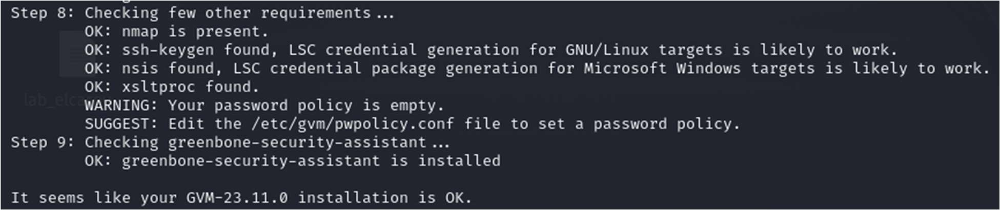 Step 8: Checking few other requirements...
OK: nmap is present.
OK: ssh-keygen found, LSC credential generation for GNU/Linux targets is likely to work.
OK: nsis found, LSC credential package generation for Microsoft Windows targets is likely to work.
OK: xsltproc found.
WARNING: Your password policy is empty.
SUGGEST: Edit the /etc/gvm/pwpolicy.conf file to set a password policy.
Step 9: Checking greenbone-security-assistant...
OK: greenbone-security-assistant is installed
It seems like your GVM-23.11.0 installation is OK.